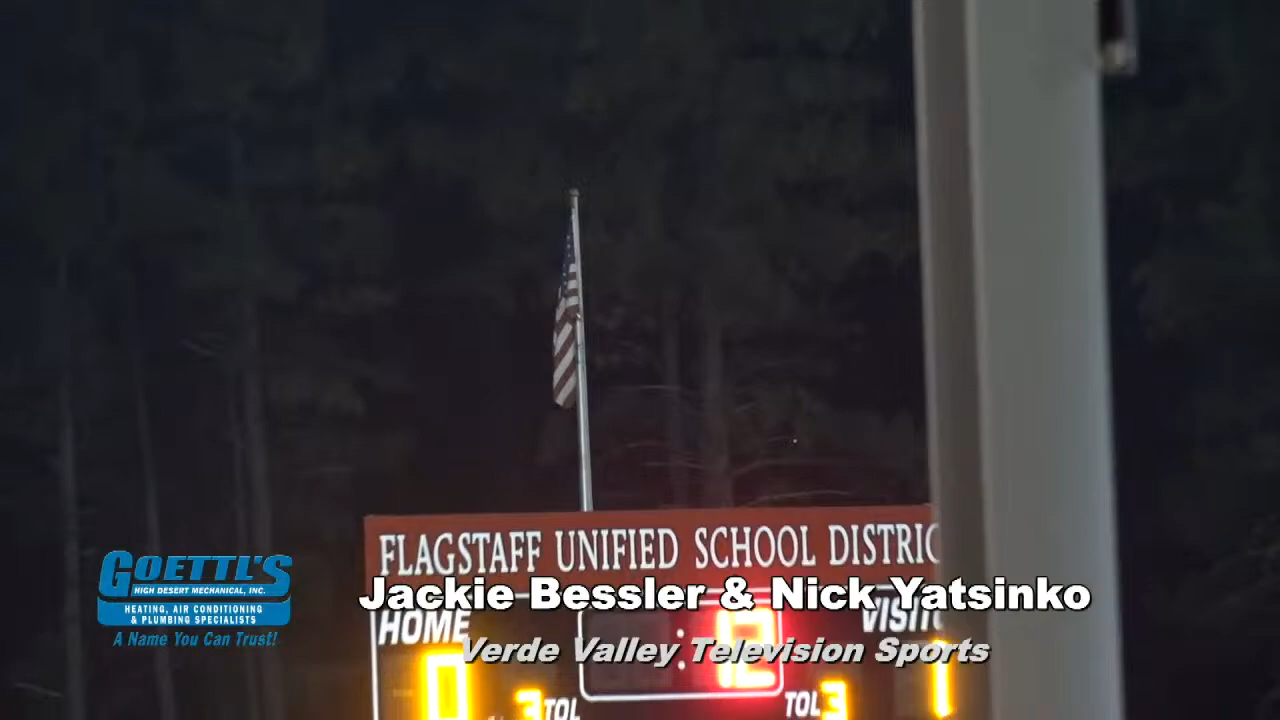 FLAGSTAFF UNIFIED SCHOOL DISTRIC
Jackie Bessler & Nick Yatsinko
HOME
VISIT
Verde Valley Television Sports
0
:12
3 TOL
TOL 3
GOETTL'S
HIGH DESERT MECHANICAL, INC.
HEATING, AIR CONDITIONING
& PLUMBING SPECIALISTS
A Name You Can Trust!